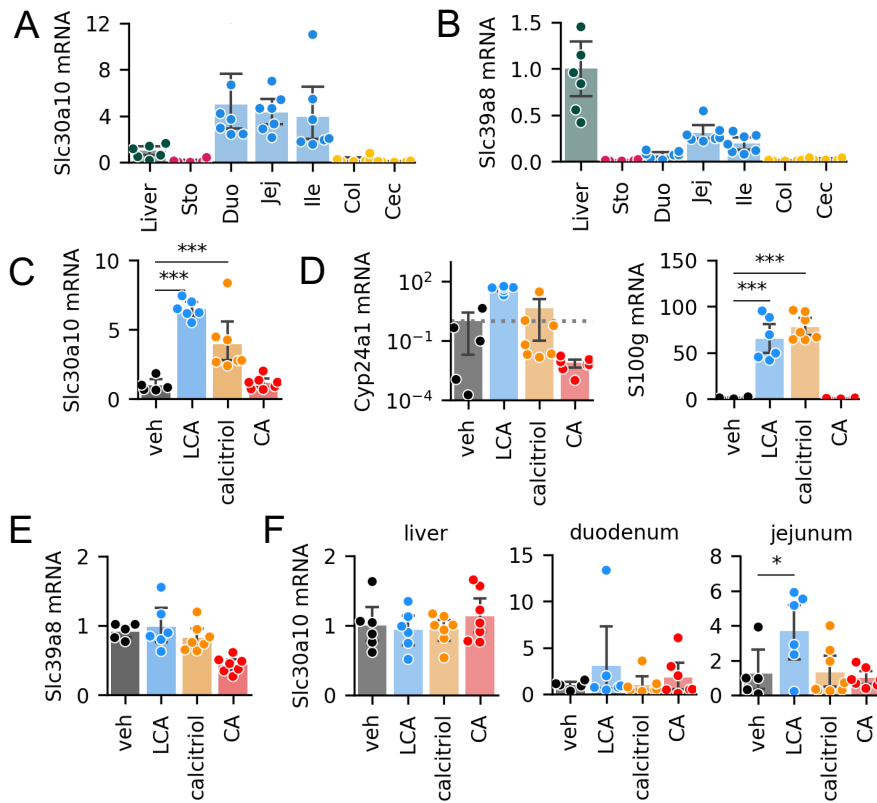 A
Slc30a10 mRNA
12
8
4
0
Liver
Sto
Duo
Jej
Ile
Col
Cec
B
Slc39a8 mRNA
1.5
1.0
0.5
0.0
Liver
Sto
Duo
Jej
Ile
Col
Cec
C
Slc30a10 mRNA
10
5
0
***
***
veh
LCA
calcitriol
CA
D
Cyp24a1 mRNA
10²
10⁻¹
10⁻⁴
veh
LCA
calcitriol
CA
S100g mRNA
150
100
50
0
***
***
veh
LCA
calcitriol
CA
E
Slc39a8 mRNA
2
1
0
veh
LCA
calcitriol
CA
F
Slc30a10 mRNA
liver
2
1
0
veh
LCA
calcitriol
CA
duodenum
15
10
5
0
veh
LCA
calcitriol
CA
jejunum
8
6
4
2
0
*
veh
LCA
calcitriol
CA